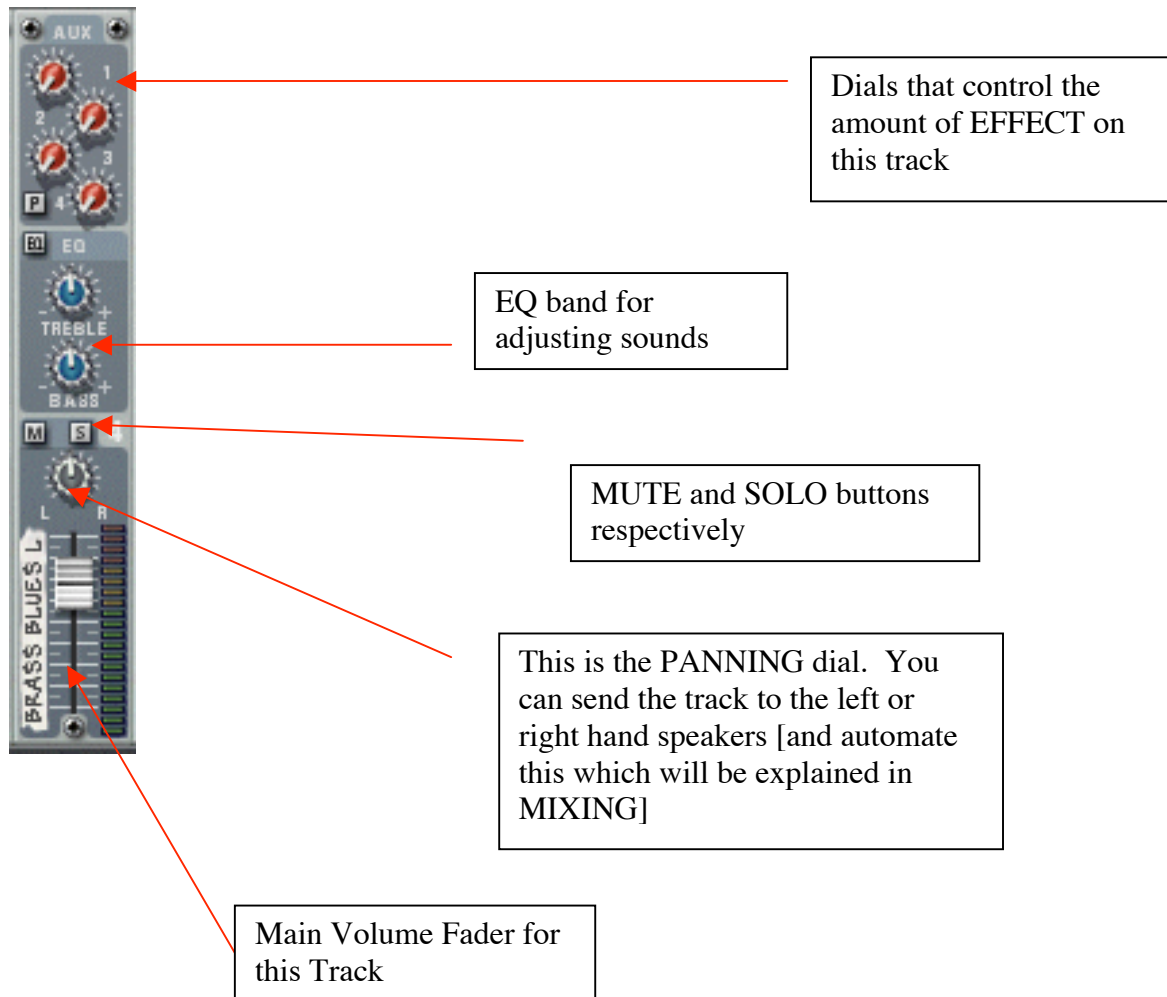 AUX
1
2
3
P 4
EQ EQ
- +
TREBLE
- +
BASS
M S 4
L R
BRASS BLUES L
Dials that control the
amount of EFFECT on
this track
EQ band for
adjusting sounds
MUTE and SOLO buttons
respectively
This is the PANNING dial. You
can send the track to the left or
right hand speakers [and automate
this which will be explained in
MIXING]
Main Volume Fader for
this Track